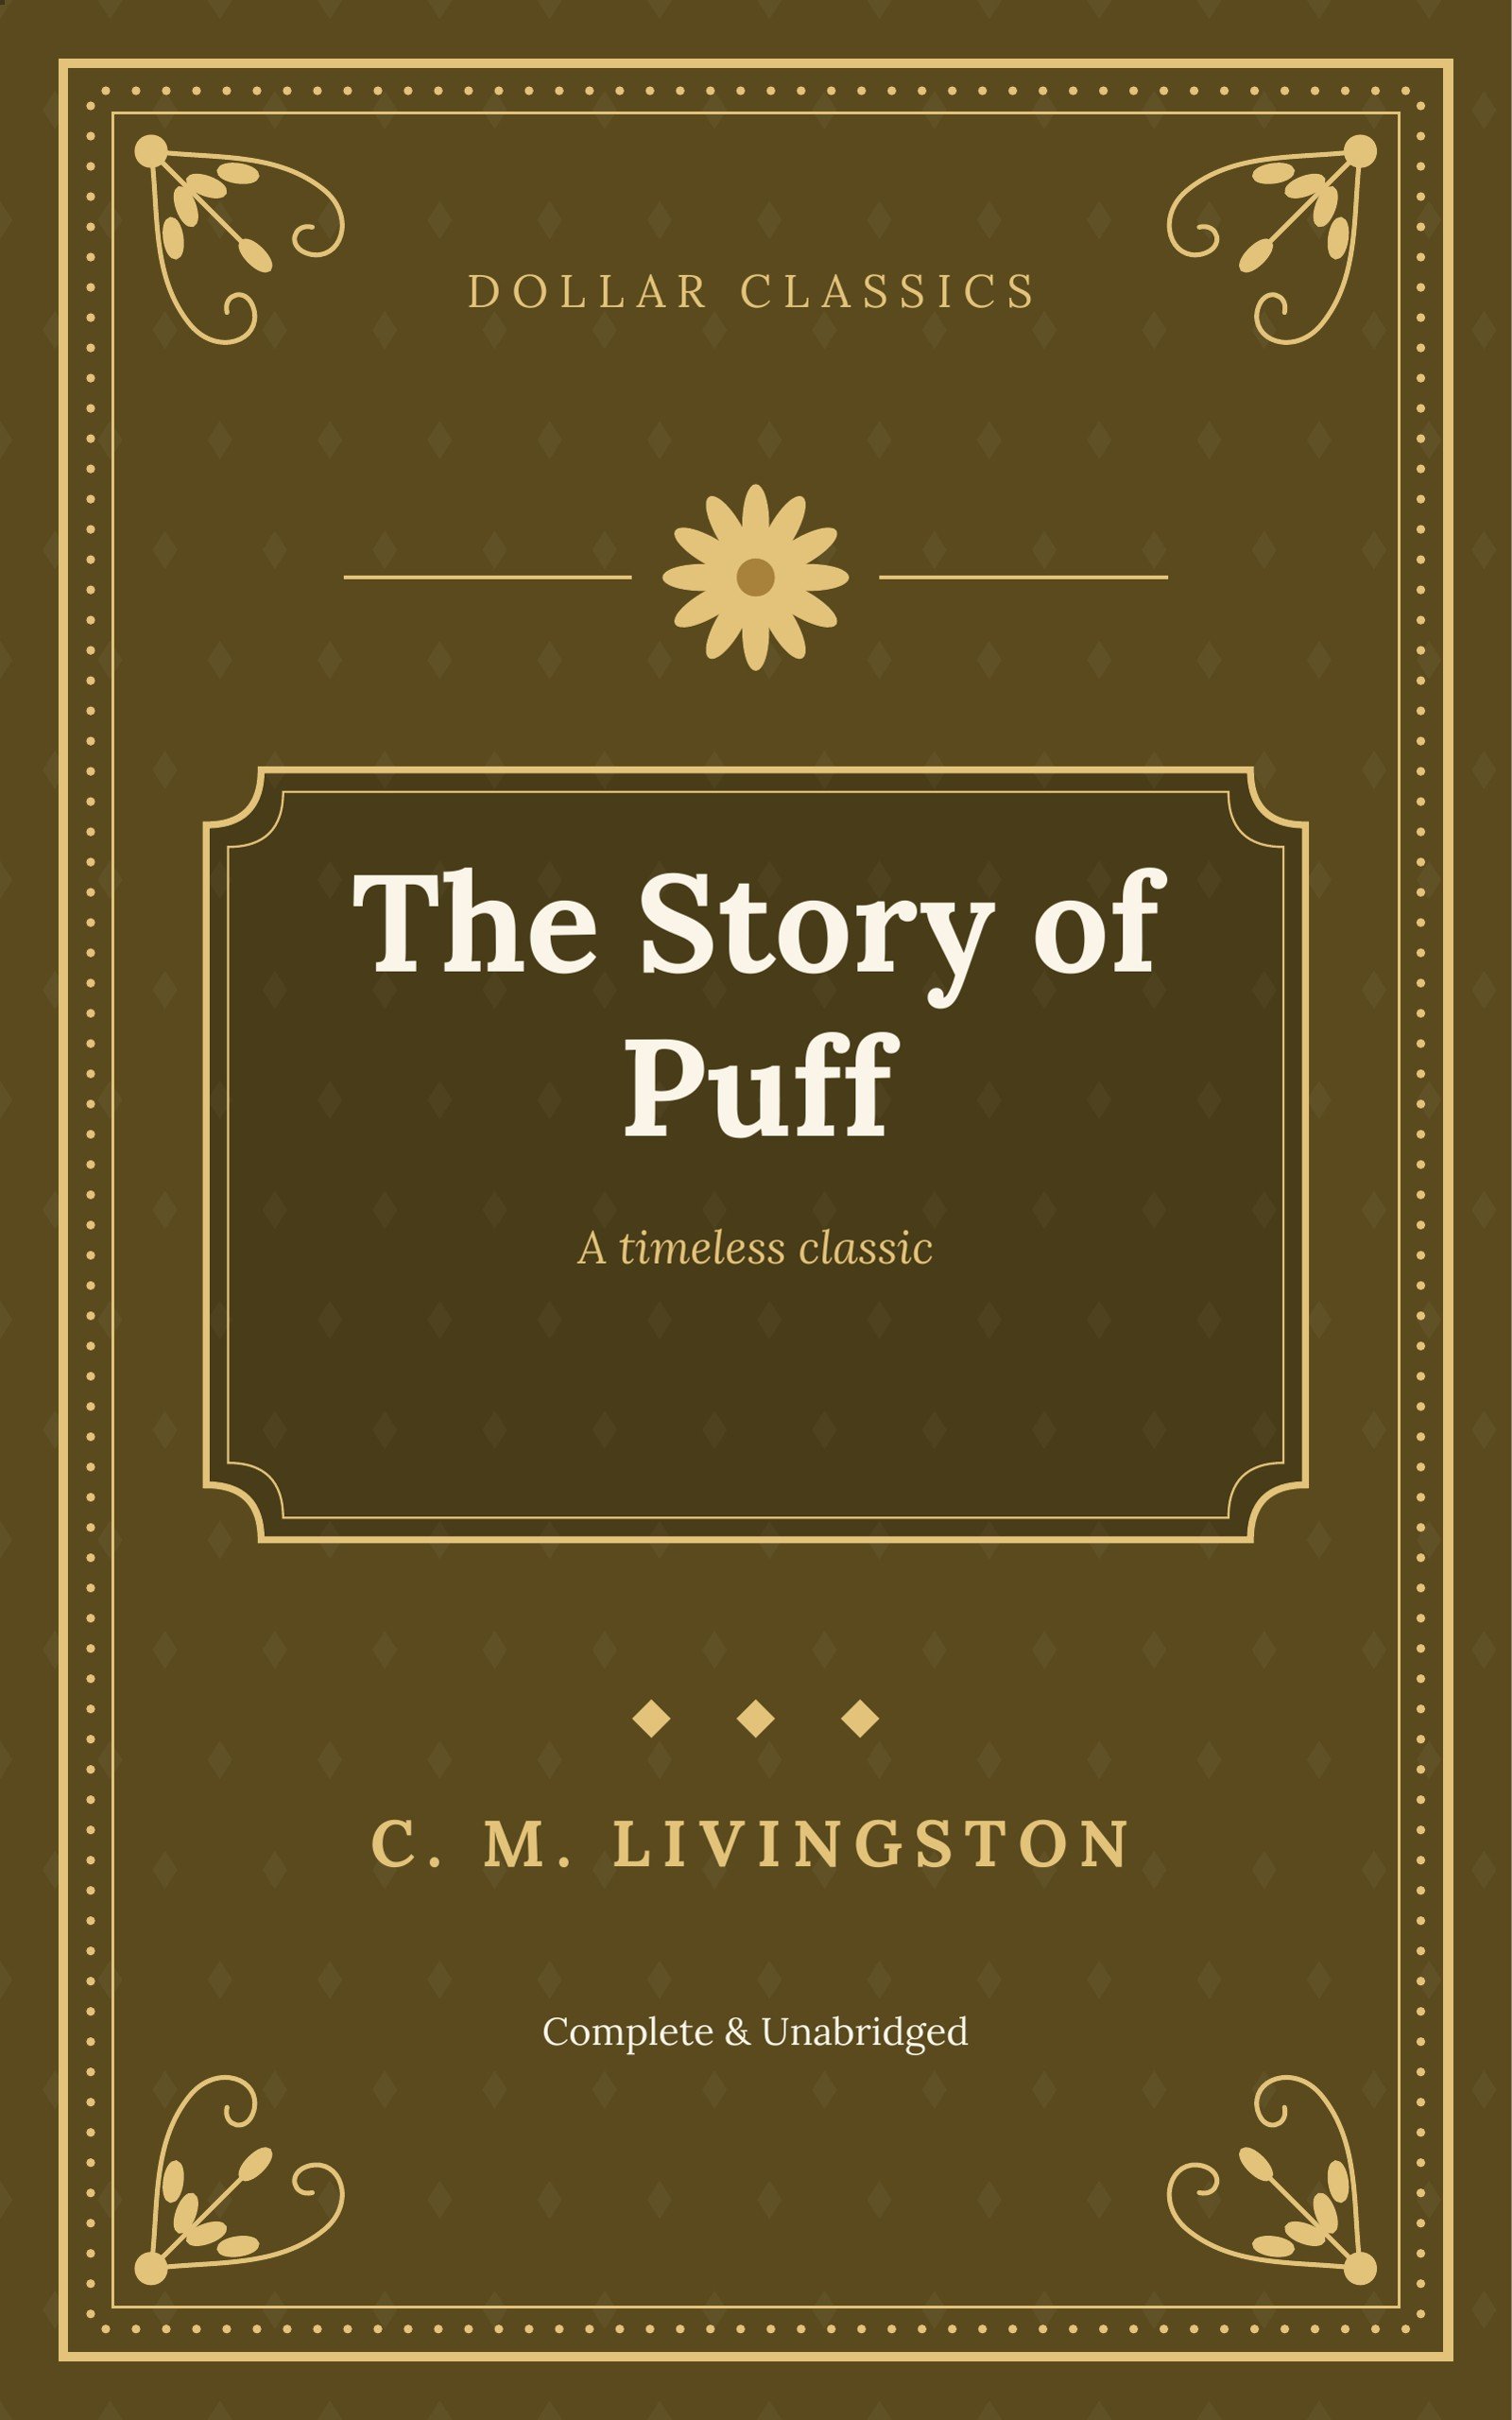 DOLLAR CLASSICS
The Story of
Puff
A timeless classic
C. M. LIVINGSTON
Complete & Unabridged